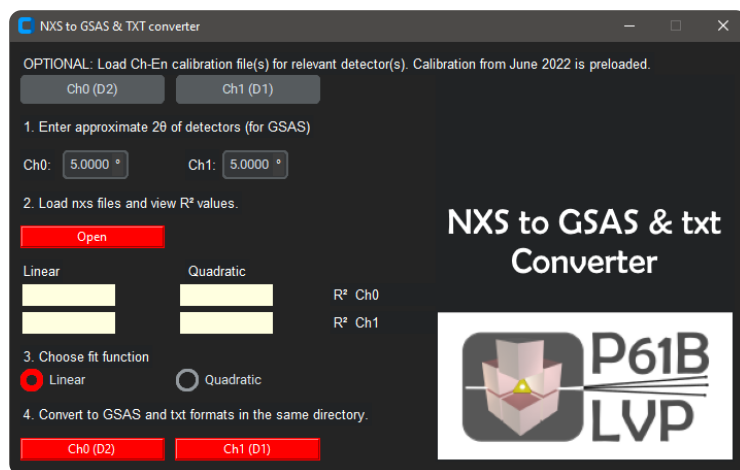 NXS to GSAS & TXT converter
OPTIONAL: Load Ch-En calibration file(s) for relevant detector(s). Calibration from June 2022 is preloaded.
Ch0 (D2) Ch1 (D1)
1. Enter approximate 2θ of detectors (for GSAS)
Ch0: 5.0000 ° Ch1: 5.0000 °
2. Load nxs files and view R² values.
Open
Linear Quadratic
R² Ch0
R² Ch1
3. Choose fit function
Linear Quadratic
4. Convert to GSAS and txt formats in the same directory.
Ch0 (D2) Ch1 (D1)
NXS to GSAS & txt
Converter
P61B
LVP